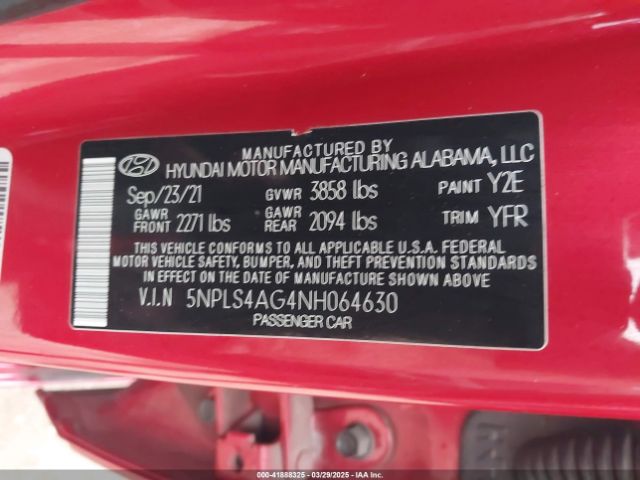 MANUFACTURED BY
HYUNDAI MOTOR MANUFACTURING ALABAMA, LLC
Sep/23/21 GVWR 3858 lbs PAINT Y2E
GAWR FRONT 2271 lbs GAWR REAR 2094 lbs TRIM YFR
THIS VEHICLE CONFORMS TO ALL APPLICABLE U.S.A. FEDERAL
MOTOR VEHICLE SAFETY, BUMPER, AND THEFT PREVENTION STANDARDS
IN EFFECT ON THE DATE OF MANUFACTURE SHOWN ABOVE
V.I.N 5NPLS4AG4NH064630
PASSENGER CAR
000-41888325 - 03/29/2025 - IAAI.COM